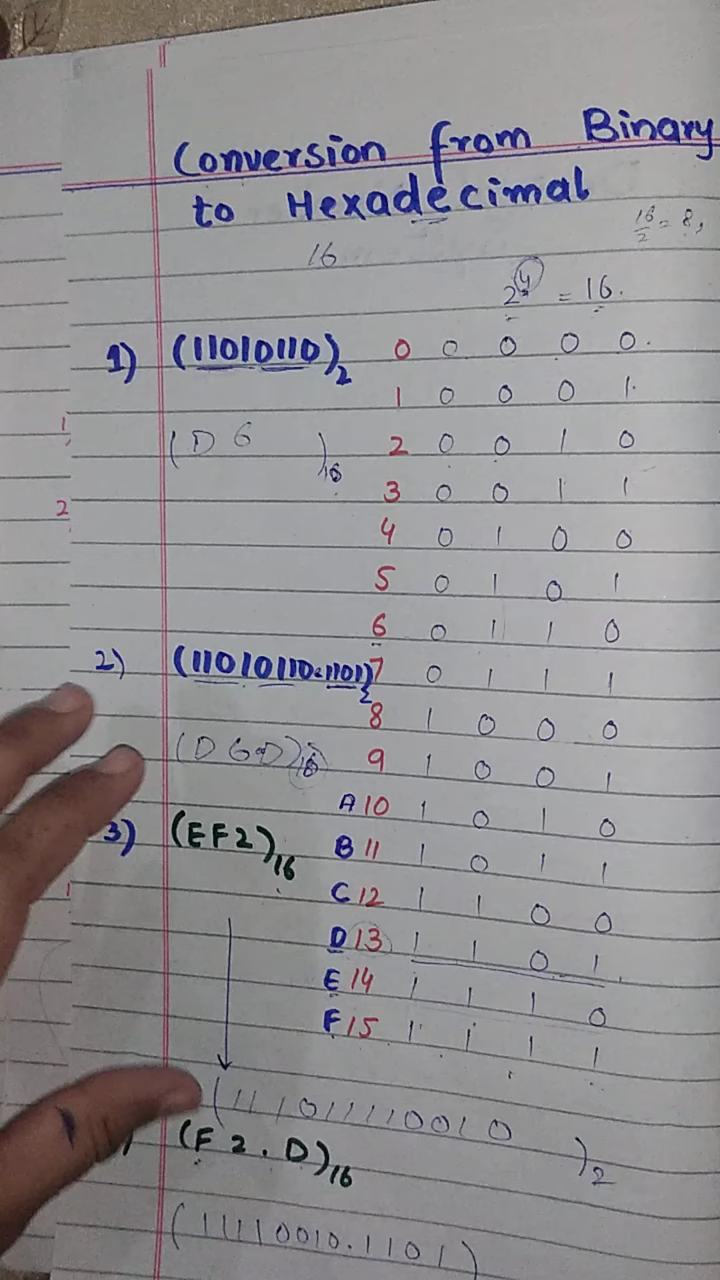 Conversion from Binary
to Hexadecimal
16/2 = 8,
16
2^4 = 16.
1) (11010110)2
0 0 0 0 0.
1 0 0 0 1.
(D 6 )16
2 0 0 1 0
3 0 0 1 1
4 0 1 0 0
5 0 1 0 1
6 0 1 1 0
2) (11010110.1101)2
7 0 1 1 1
8 1 0 0 0
(D 6.D)16
9 1 0 0 1
A 10 1 0 1 0
3) (EF2)16
B 11 1 0 1 1
C 12 1 1 0 0
D 13 1 1 0 1
E 14 1 1 1 0
F 15 1 1 1 1
(111011110010)2
(F2.D)16
(11110010.1101)
1
2
1